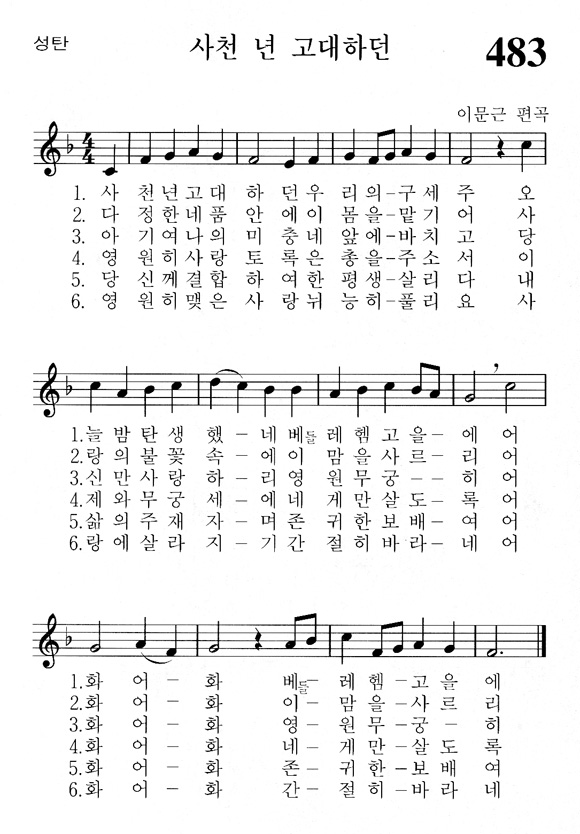 성탄 사천 년 고대하던 483
이문근 편곡
4
4
1. 사 천년고대 하 던우 리의-구세 주 오
2. 다 정한네품 안 에이 몸을-맡기 어 사
3. 아 기여나의 미 충네 앞에-바치 고 당
4. 영 원히사랑 토 록은 총을-주소 서 이
5. 당 신께결합 하 여한 평생-살리 다 내
6. 영 원히맺은 사 랑뉘 능히-풀리 요 사
1.늘 밤 탄 생 했 - 네 베들 레 헴 고 을- 에 어
2.랑 의 불 꽃 속 - 에 이 맘 을 사 르- 리 어
3.신 만 사 랑 하 - 리 영 원 무 궁 -- 히 어
4.제 와 무 궁 세 - 에 네 게 만 살 도- 록 어
5.삶 의 주 재 자 - 며 존 귀 한 보 배- 여 어
6.랑 에 살 라 지 - 기 간 절 히 바 라- 네 어
1.화 어 - 화 베들- 레 헴-고 을 에
2.화 어 - 화 이- 맘 을-사 르 리
3.화 어 - 화 영- 원 무-궁 - 히
4.화 어 - 화 네- 게 만-살 도 록
5.화 어 - 화 존- 귀 한-보 배 여
6.화 어 - 화 간- 절 히-바 라 네